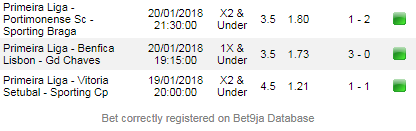 Primeira Liga -
Portimonense Sc -
Sporting Braga
20/01/2018
21:30:00
X2 &
Under
3.5
1.80
1 - 2
Primeira Liga - Benfica
Lisbon - Gd Chaves
20/01/2018
19:15:00
1X &
Under
3.5
1.73
3 - 0
Primeira Liga - Vitoria
Setubal - Sporting Cp
19/01/2018
20:00:00
X2 &
Under
4.5
1.21
1 - 1
Bet correctly registered on Bet9ja Database